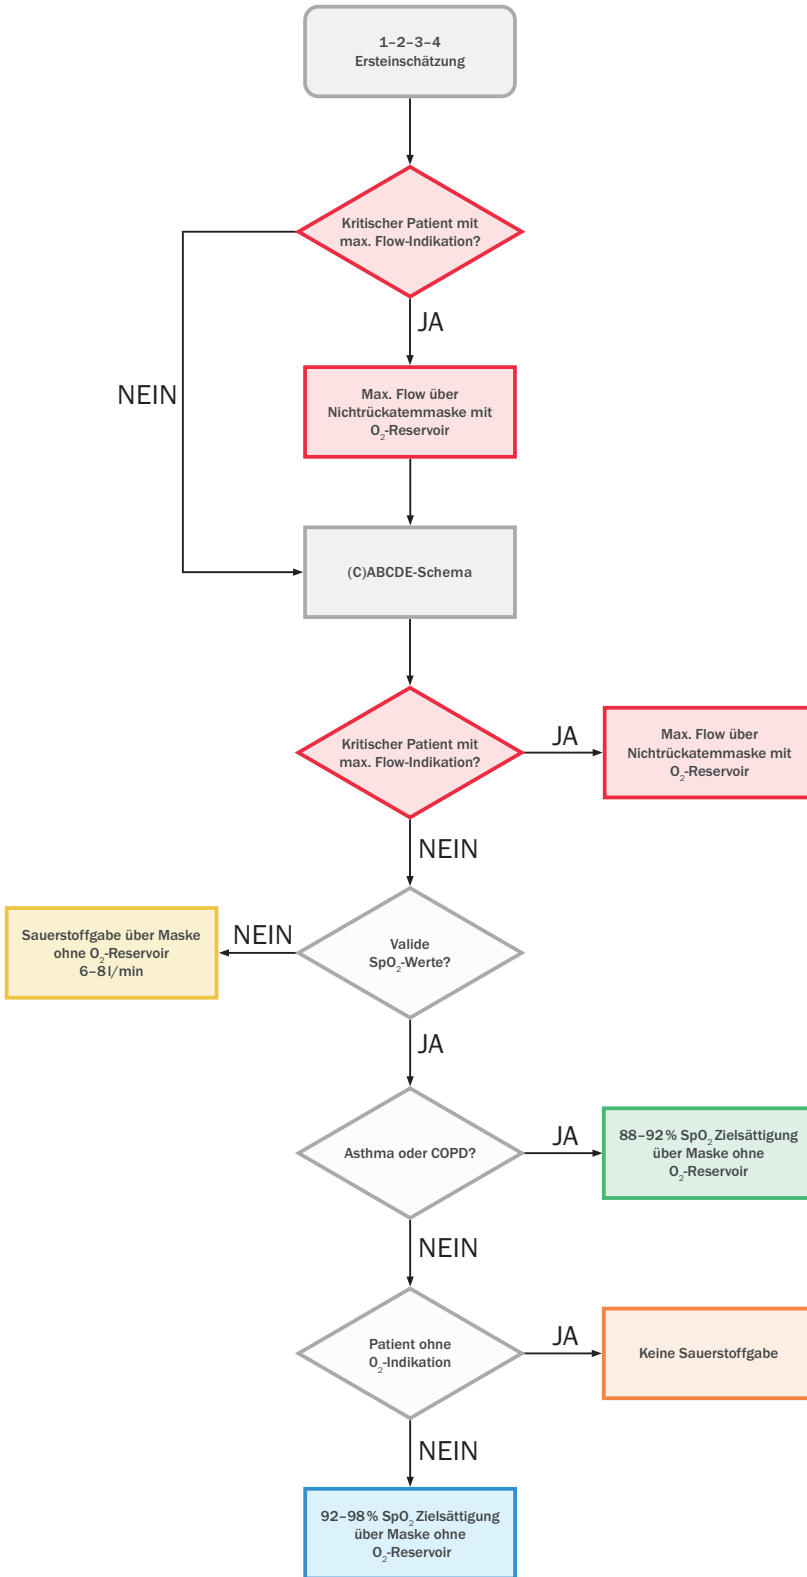 1–2–3–4
Ersteinschätzung
Kritischer Patient mit
max. Flow-Indikation?
JA
NEIN
Max. Flow über
Nichtrückatemmaske mit
O₂-Reservoir
(C)ABCDE-Schema
Kritischer Patient mit
max. Flow-Indikation?
JA
Max. Flow über
Nichtrückatemmaske mit
O₂-Reservoir
NEIN
Valide
SpO₂-Werte?
NEIN
Sauerstoffgabe über Maske
ohne O₂-Reservoir
6–8 l/min
JA
Asthma oder COPD?
JA
88–92 % SpO₂ Zielsättigung
über Maske ohne
O₂-Reservoir
NEIN
Patient ohne
O₂-Indikation
JA
Keine Sauerstoffgabe
NEIN
92–98 % SpO₂ Zielsättigung
über Maske ohne
O₂-Reservoir